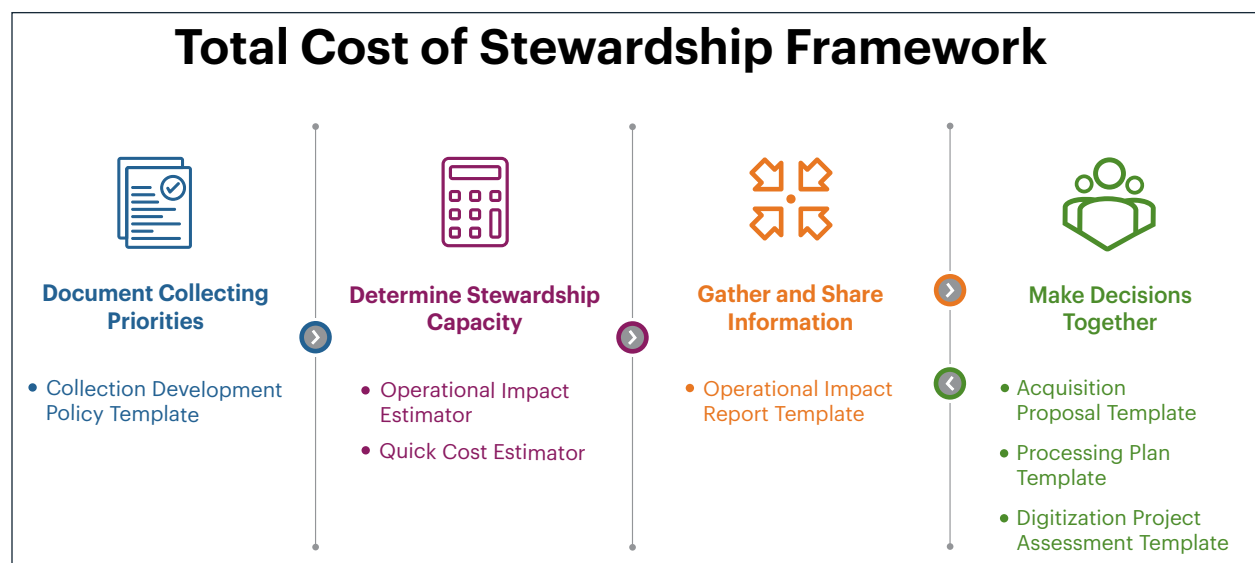 Total Cost of Stewardship Framework
Document Collecting
Priorities
• Collection Development
Policy Template
Determine Stewardship
Capacity
• Operational Impact
Estimator
• Quick Cost Estimator
Gather and Share
Information
• Operational Impact
Report Template
Make Decisions
Together
• Acquisition
Proposal Template
• Processing Plan
Template
• Digitization Project
Assessment Template